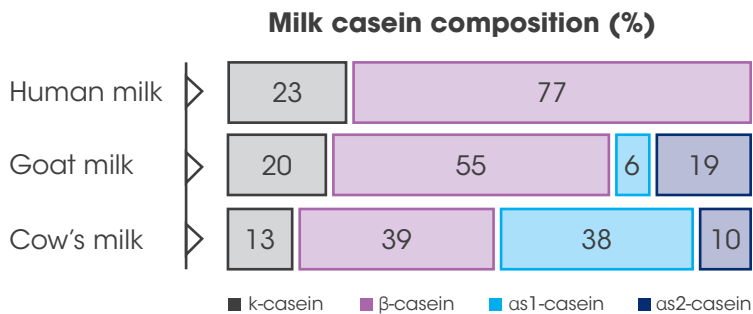 Milk casein composition (%)
Human milk 23 77
Goat milk 20 55 6 19
Cow's milk 13 39 38 10
k-casein β-casein αs1-casein αs2-casein